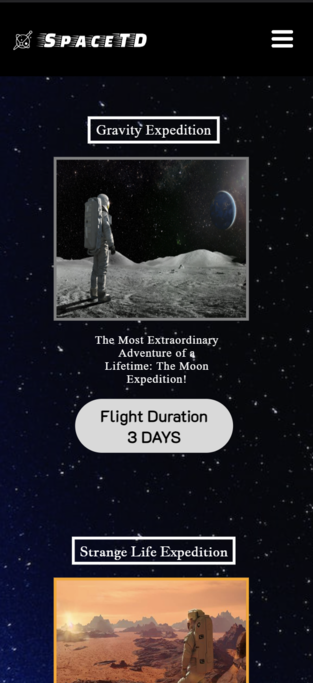 SPACETD
Gravity Expedition
The Most Extraordinary
Adventure of a
Lifetime: The Moon
Expedition!
Flight Duration
3 DAYS
Strange Life Expedition